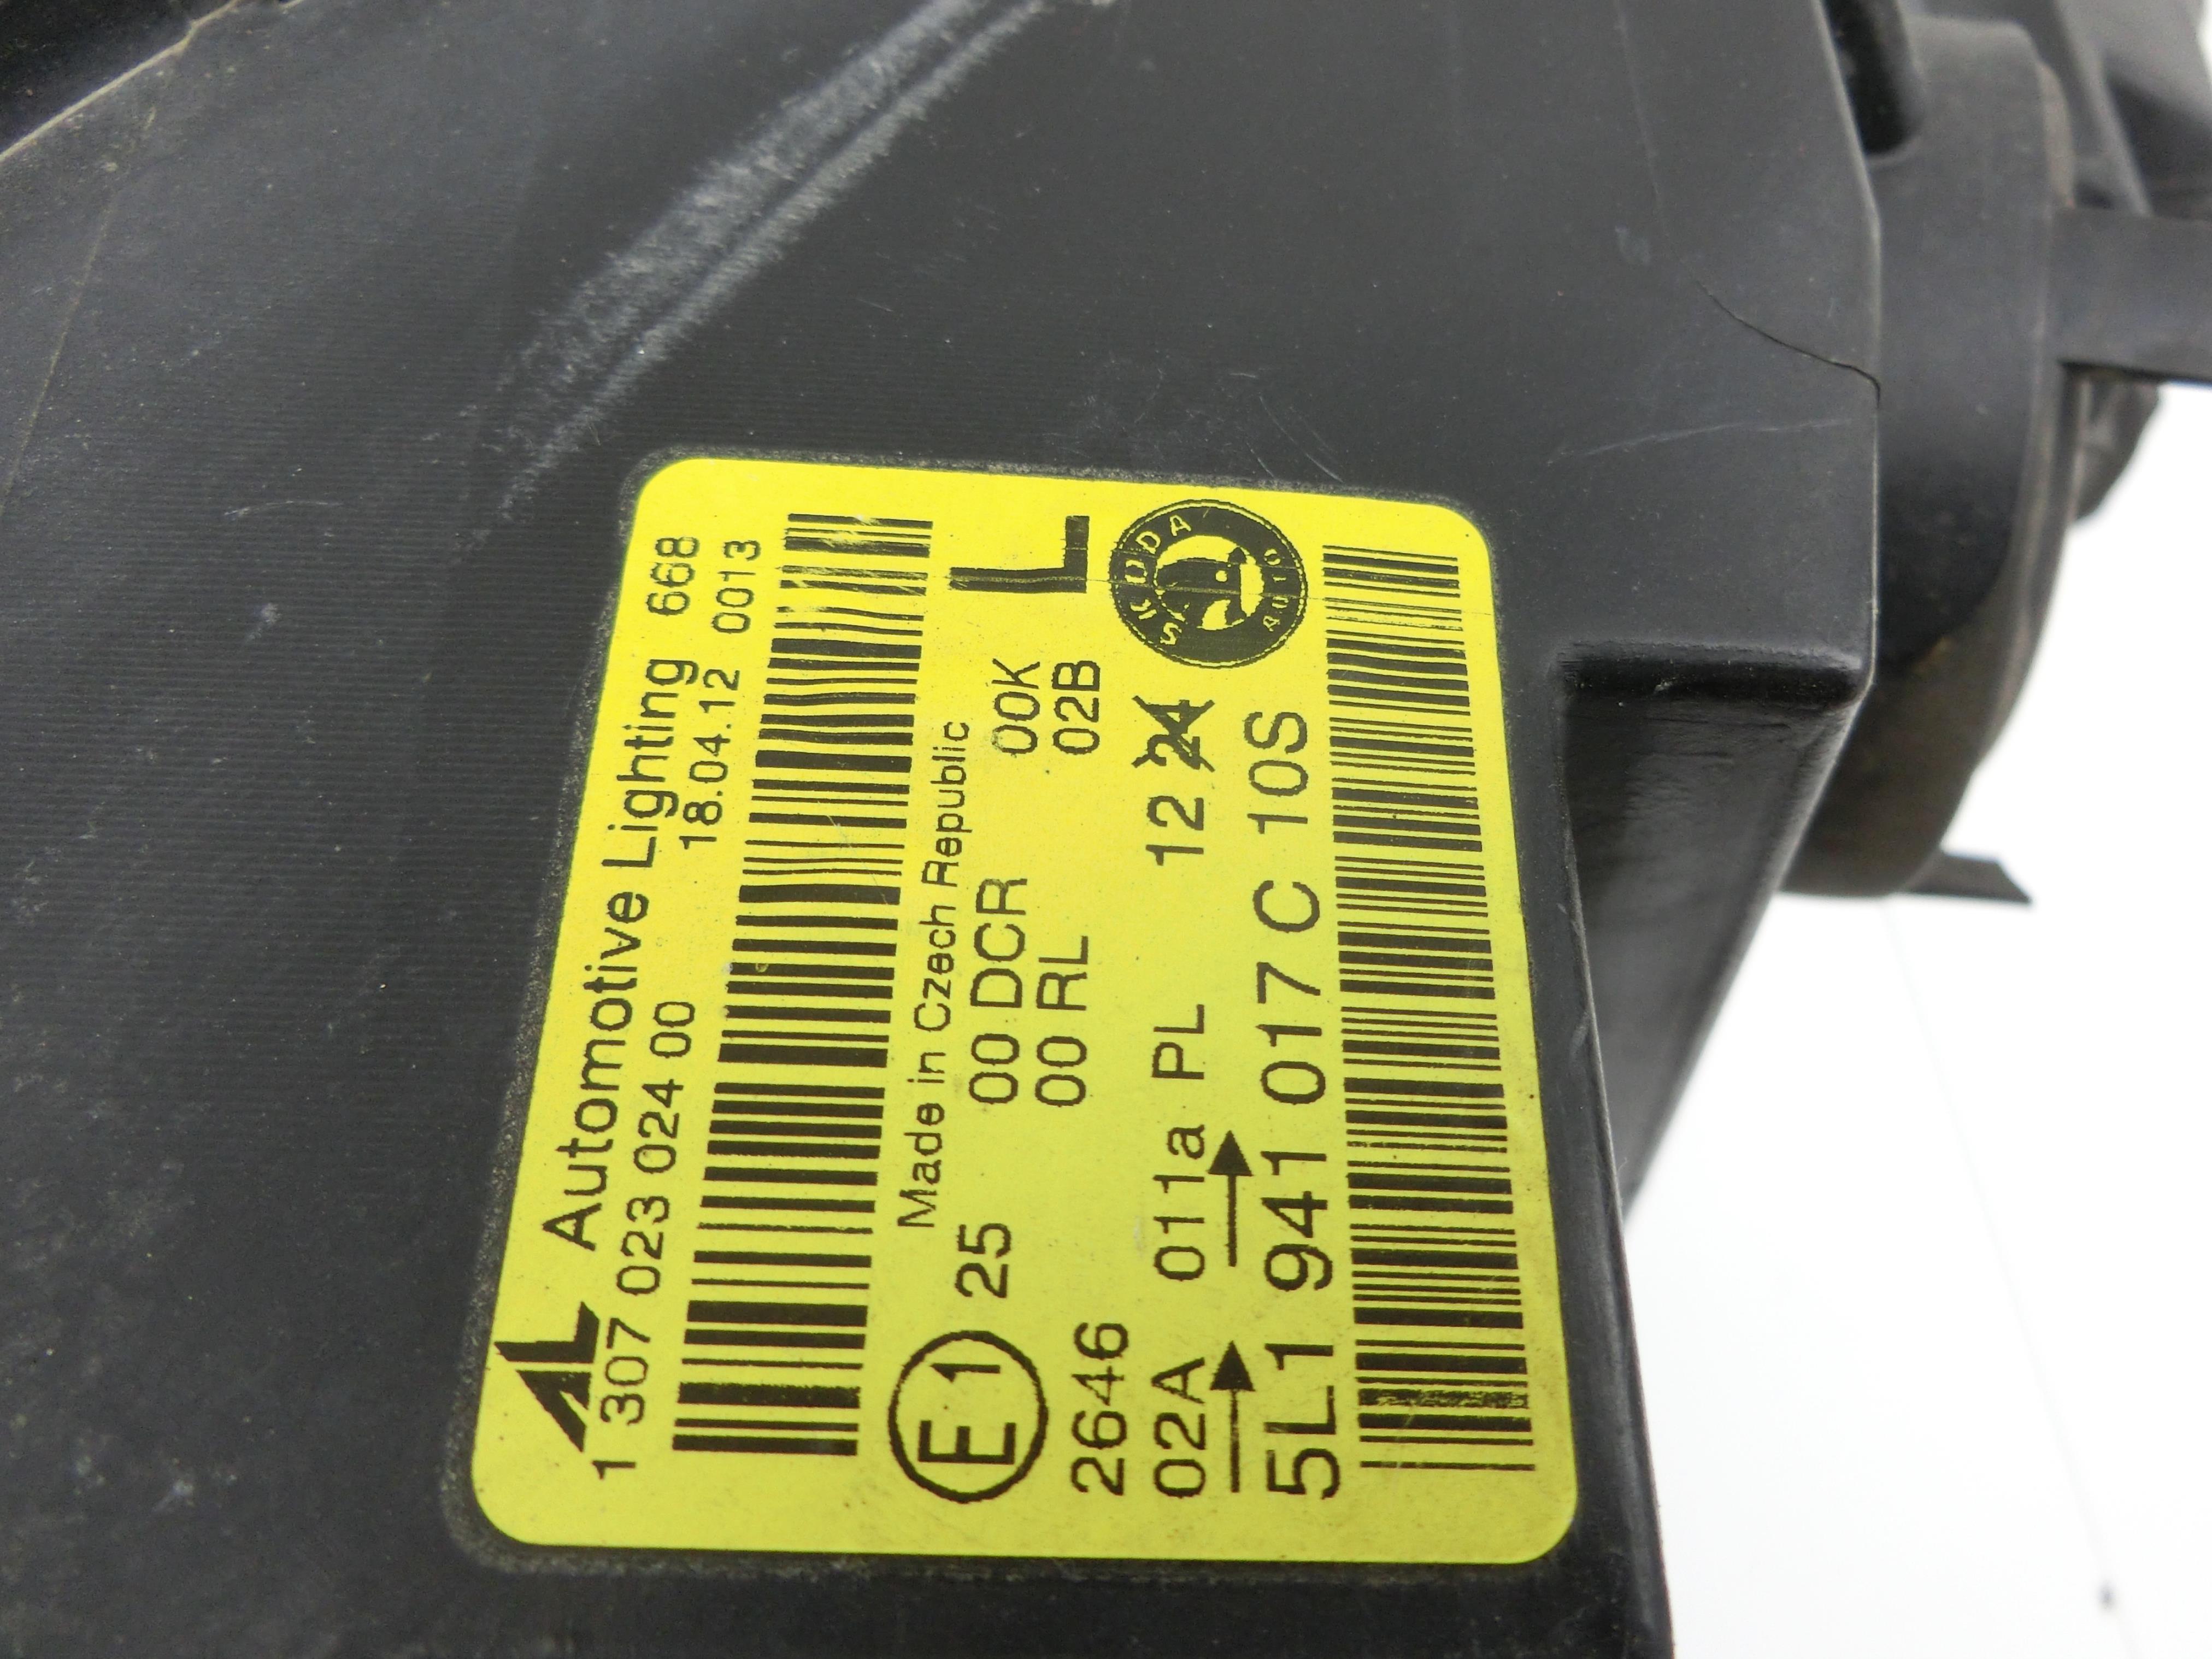 AL Automotive Lighting 668
1 307 023 024 00 18.04.12 0013
Made in Czech Republic
L
E1 25 00 DCR 00K
00 RL 02B
2646
02A 011a PL 12 24
SKODA AUTO
5L1 941 017 C 10S